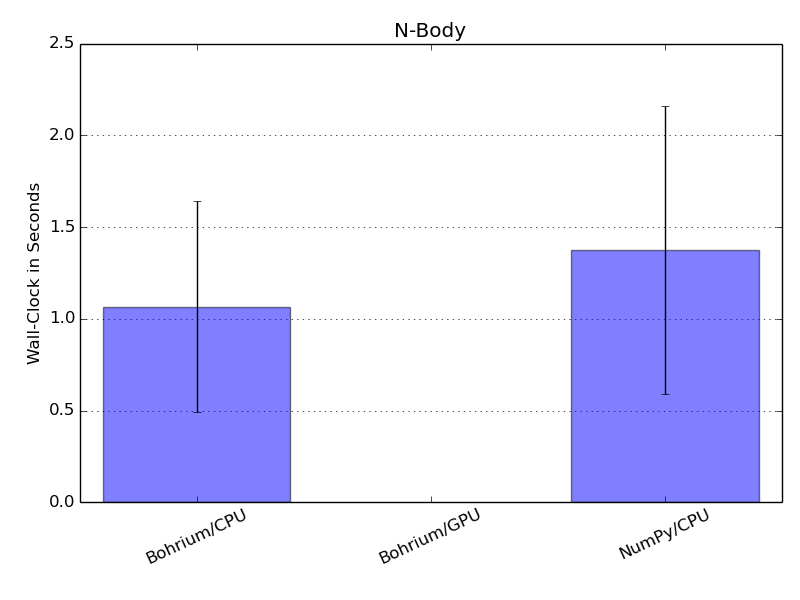 N-Body
Wall-Clock in Seconds
2.5
2.0
1.5
1.0
0.5
0.0
Bohrium/CPU
Bohrium/GPU
NumPy/CPU